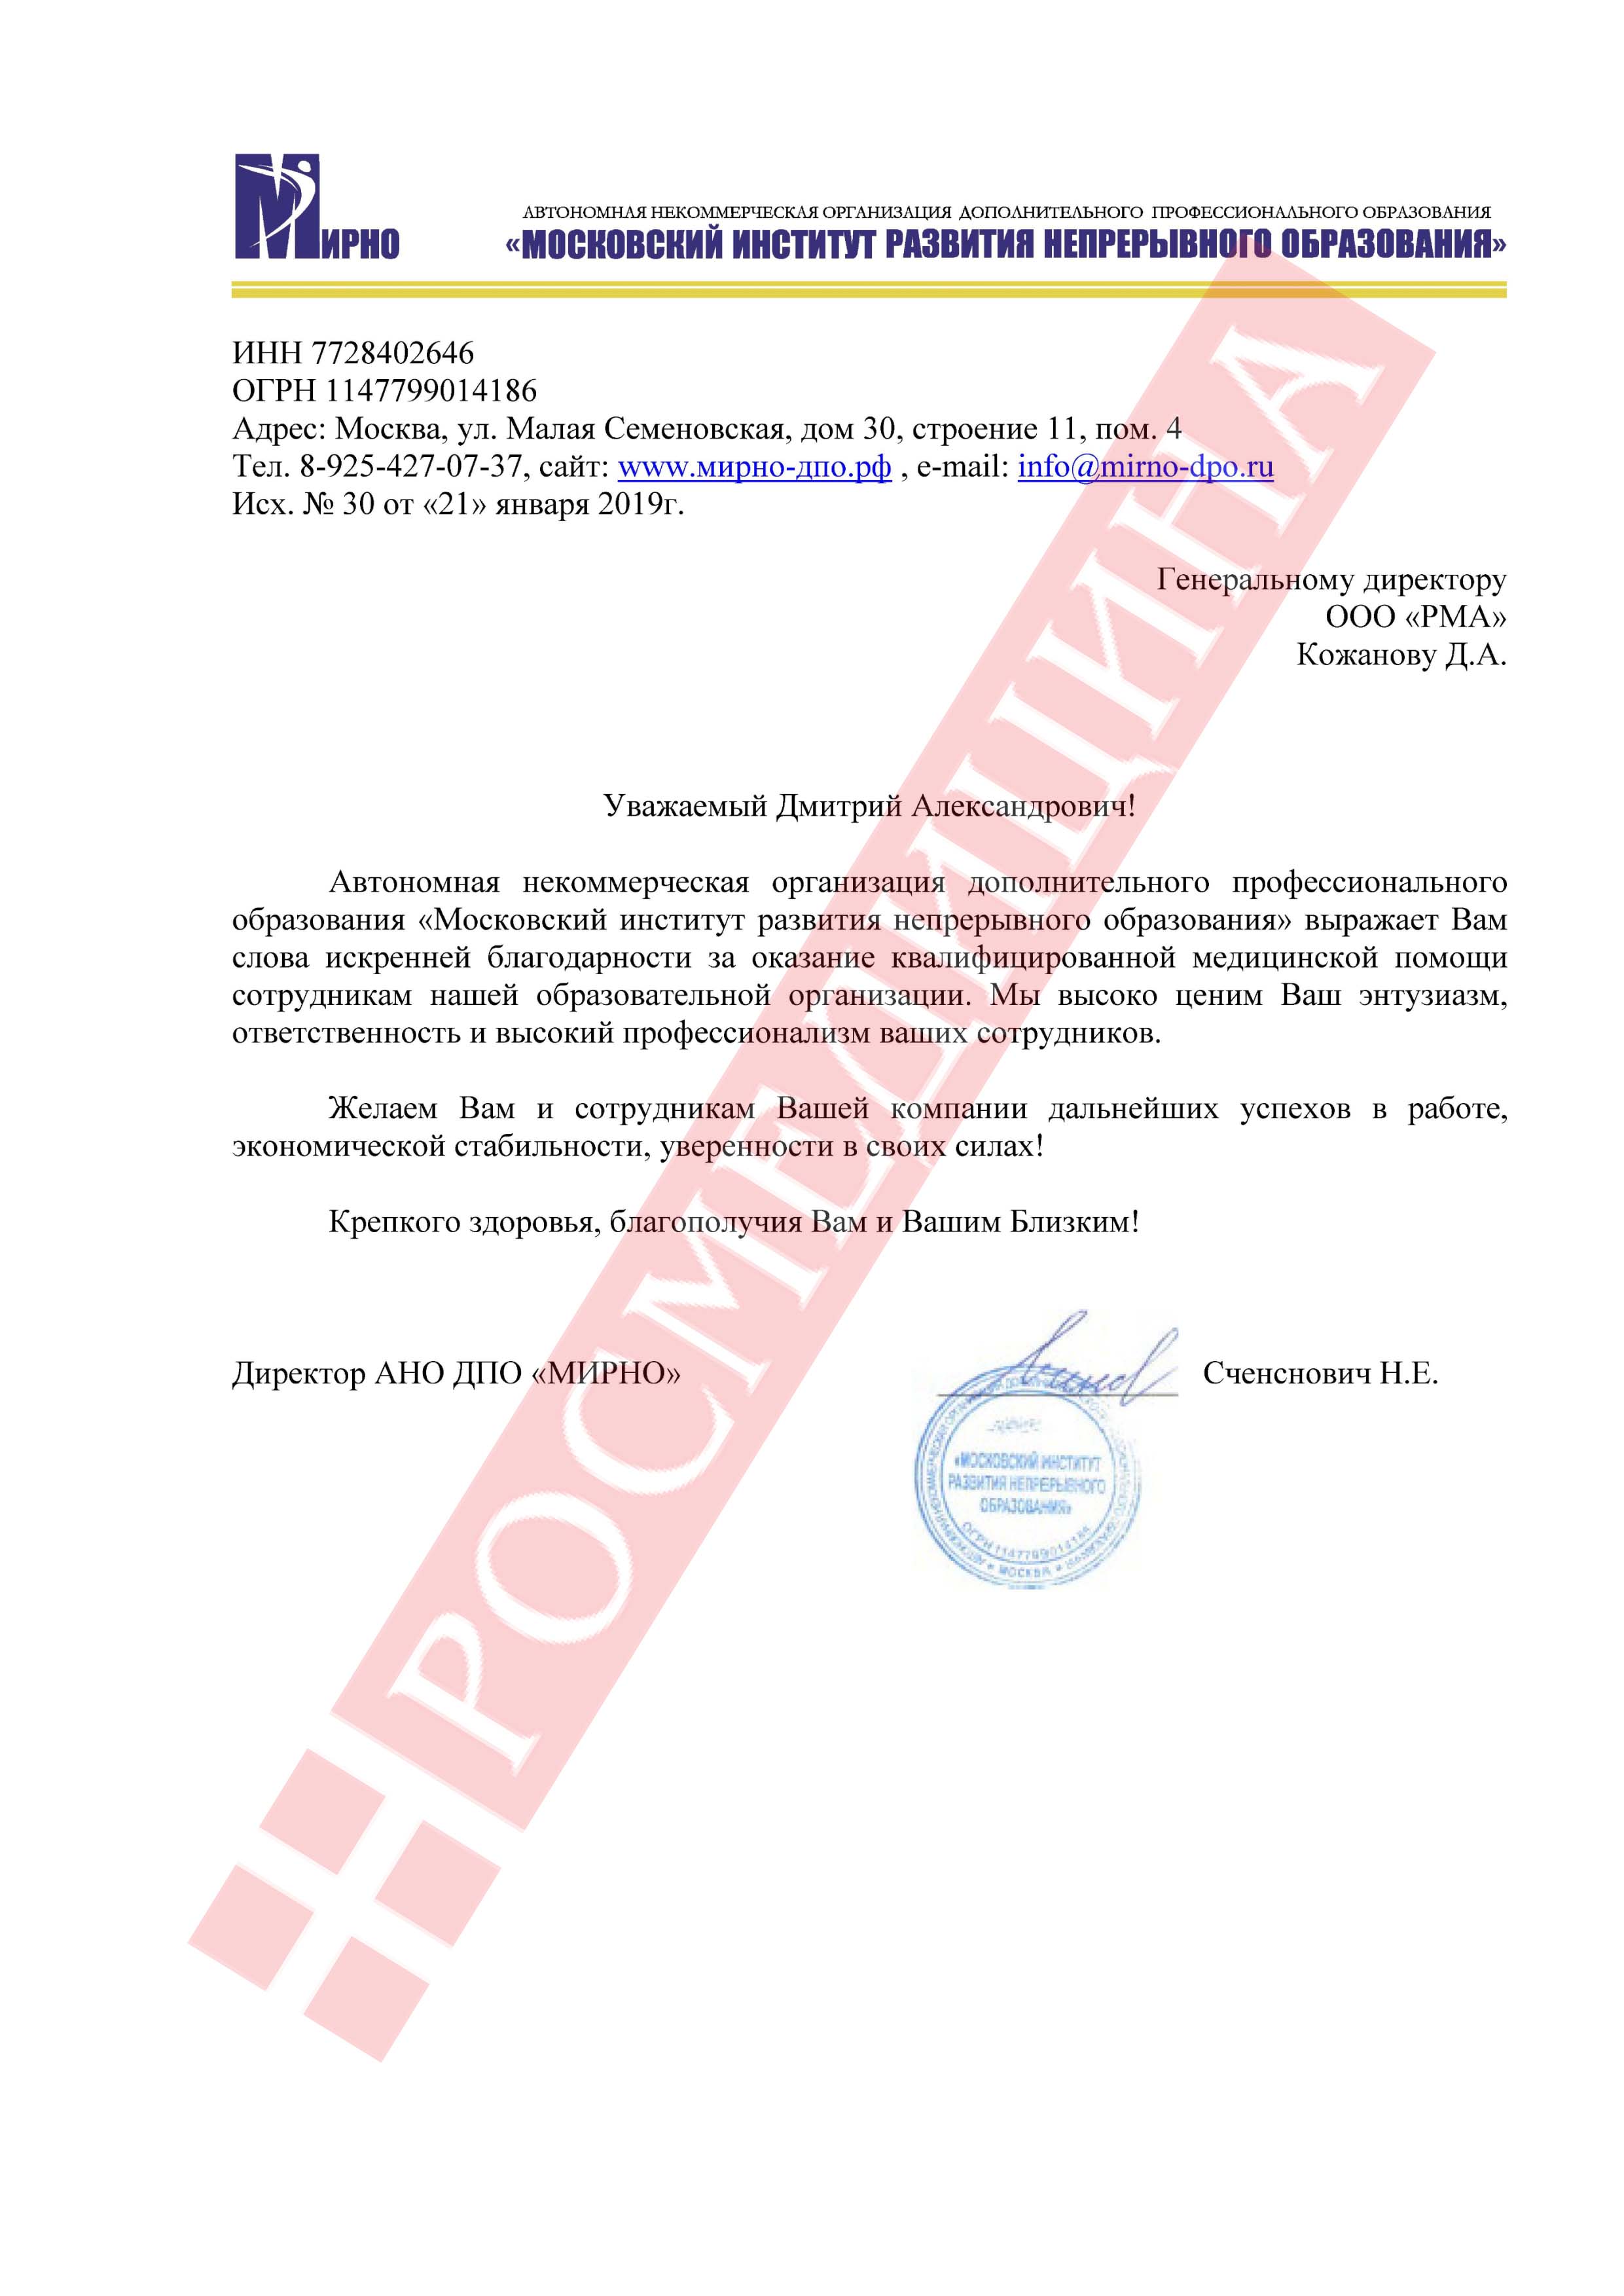 МИРНО
АВТОНОМНАЯ НЕКОММЕРЧЕСКАЯ ОРГАНИЗАЦИЯ ДОПОЛНИТЕЛЬНОГО ПРОФЕССИОНАЛЬНОГО ОБРАЗОВАНИЯ
«МОСКОВСКИЙ ИНСТИТУТ РАЗВИТИЯ НЕПРЕРЫВНОГО ОБРАЗОВАНИЯ»
ИНН 7728402646
ОГРН 1147799014186
Адрес: Москва, ул. Малая Семеновская, дом 30, строение 11, пом. 4
Тел. 8-925-427-07-37, сайт: www.мирно-дпо.рф , e-mail: info@mirno-dpo.ru
Исх. № 30 от «21» января 2019г.
Генеральному директору
ООО «РМА»
Кожанову Д.А.
Уважаемый Дмитрий Александрович!
Автономная некоммерческая организация дополнительного профессионального
образования «Московский институт развития непрерывного образования» выражает Вам
слова искренней благодарности за оказание квалифицированной медицинской помощи
сотрудникам нашей образовательной организации. Мы высоко ценим Ваш энтузиазм,
ответственность и высокий профессионализм ваших сотрудников.
Желаем Вам и сотрудникам Вашей компании дальнейших успехов в работе,
экономической стабильности, уверенности в своих силах!
Крепкого здоровья, благополучия Вам и Вашим Близким!
Директор АНО ДПО «МИРНО» Сченснович Н.Е.
«МОСКОВСКИЙ ИНСТИТУТ
РАЗВИТИЯ НЕПРЕРЫВНОГО
ОБРАЗОВАНИЯ»
ОГРН 1147799014186
МОСКВА
РОСМЕДИЦИНА